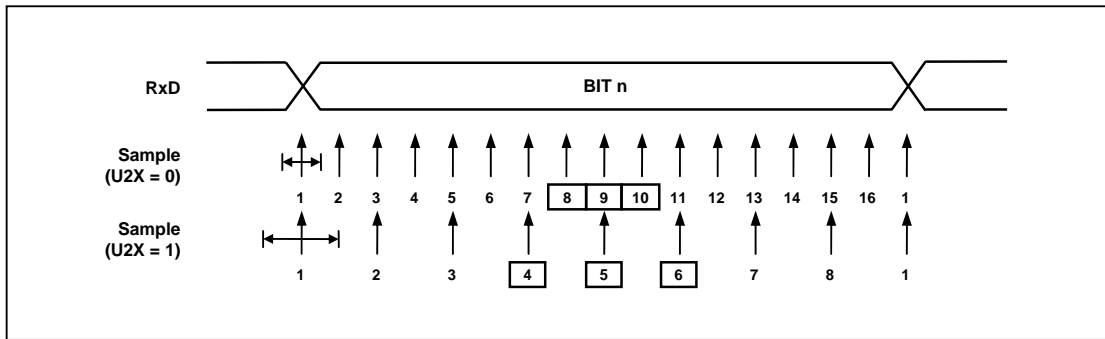 RxD BIT n
Sample
(U2X = 0)
1 2 3 4 5 6 7 8 9 10 11 12 13 14 15 16 1
Sample
(U2X = 1)
1 2 3 4 5 6 7 8 1